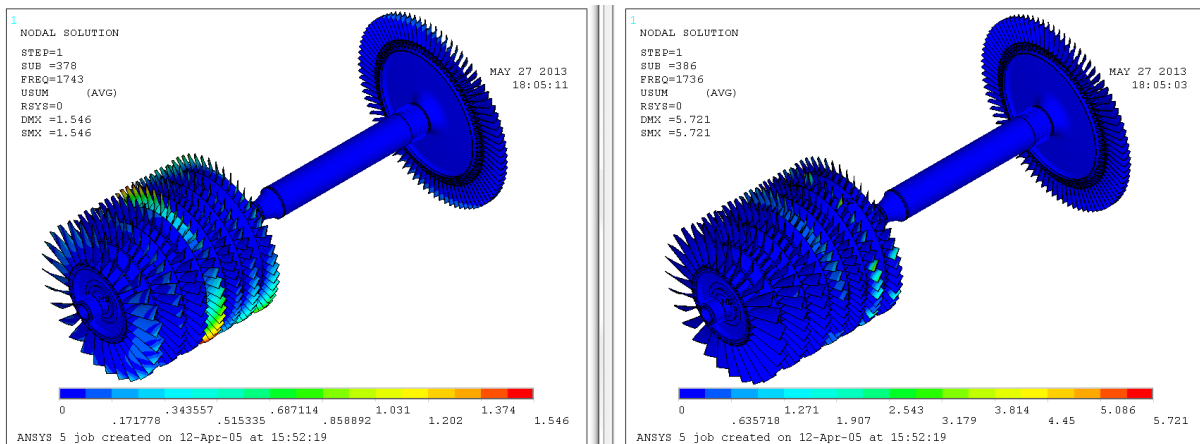 1
NODAL SOLUTION
STEP=1
SUB =378
FREQ=1743
USUM (AVG)
RSYS=0
DMX =1.546
SMX =1.546
MAY 27 2013
18:05:11
0 .343557 .687114 1.031 1.374
.171778 .515335 .858892 1.202 1.546
ANSYS 5 job created on 12-Apr-05 at 15:52:19
1
NODAL SOLUTION
STEP=1
SUB =386
FREQ=1736
USUM (AVG)
RSYS=0
DMX =5.721
SMX =5.721
MAY 27 2013
18:05:03
0 1.271 2.543 3.814 5.086
.635718 1.907 3.179 4.45 5.721
ANSYS 5 job created on 12-Apr-05 at 15:52:19